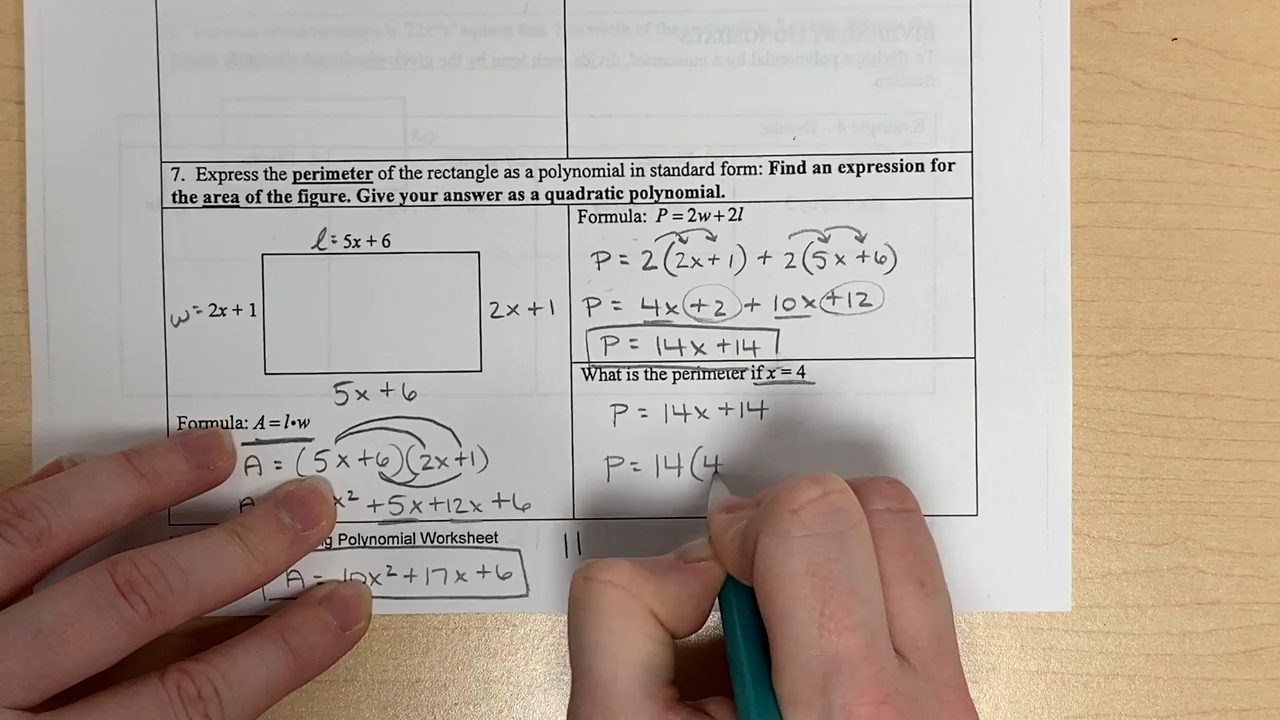 7. Express the perimeter of the rectangle as a polynomial in standard form: Find an expression for
the area of the figure. Give your answer as a quadratic polynomial.
l = 5x + 6
w = 2x + 1
2x + 1
5x + 6
Formula: A = l•w
A = (5x+6)(2x+1)
A x² + 5x + 12x + 6
g Polynomial Worksheet
A = 10x² + 17x + 6
Formula: P = 2w + 2l
P = 2(2x + 1) + 2(5x + 6)
P = 4x + 2 + 10x + 12
P = 14x + 14
What is the perimeter if x = 4
P = 14x + 14
P = 14(4
11